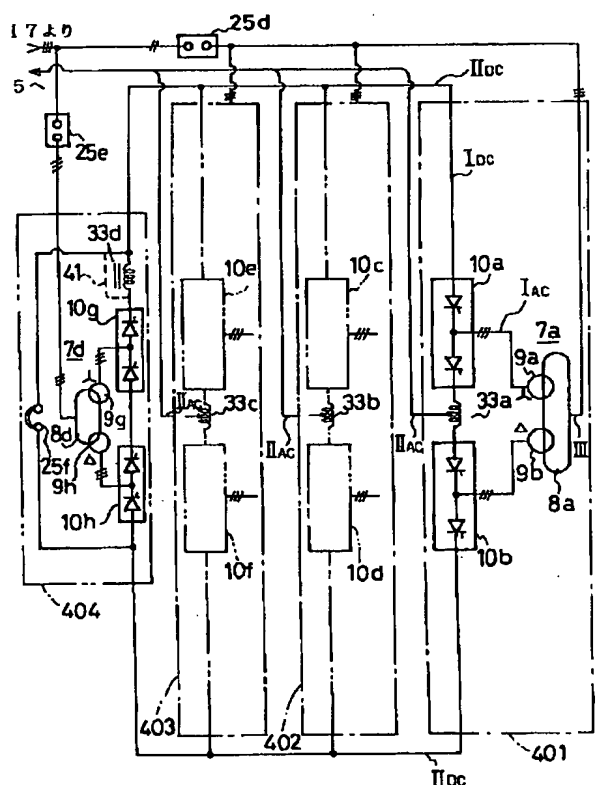 17より
25d
5へ
IIDC
25e
IDC
33d
41
10e
10c
10a
10g
IAC
7d
7a
9a
9g
IIAC
33c
33b
33a
8d
IIAC
IIAC
9b
III
25f
9h
8a
10h
10f
10d
10b
404
403
402
401
IIDC